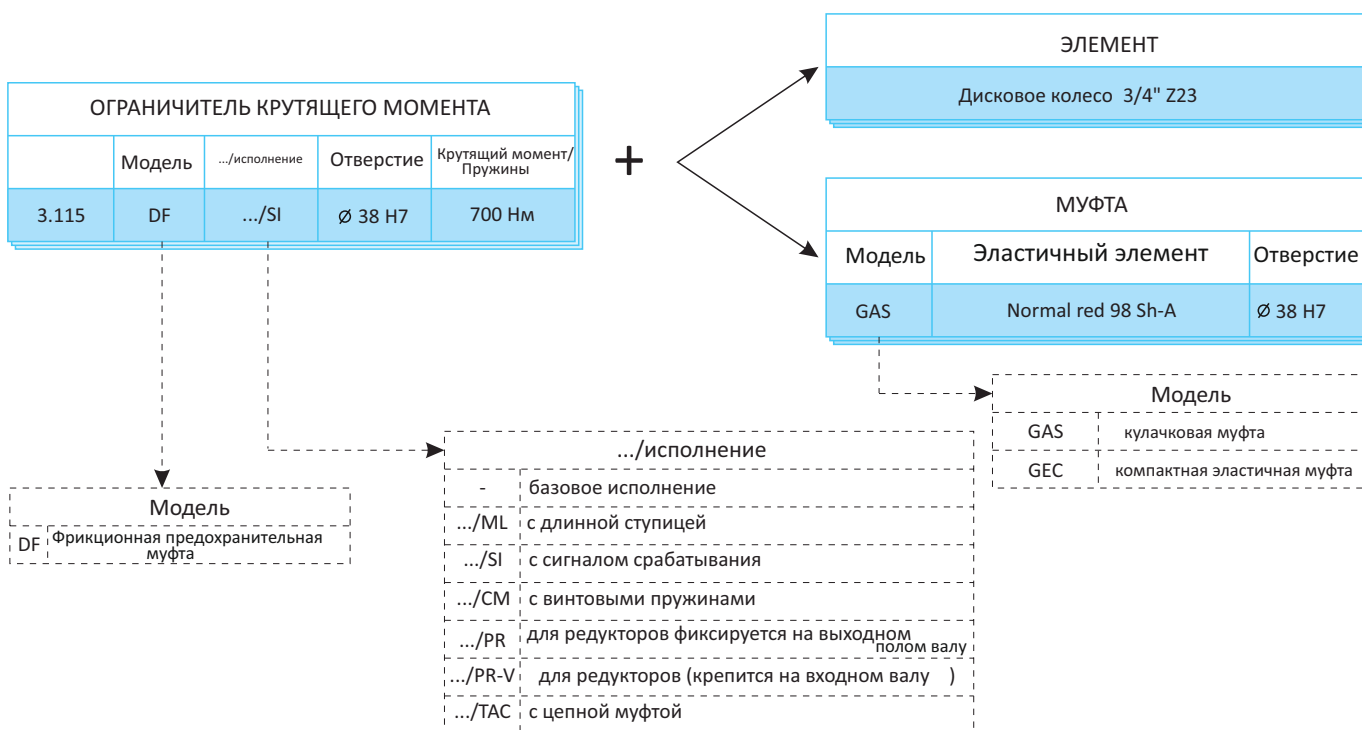 ЭЛЕМЕНТ
Дисковое колесо 3/4" Z23
ОГРАНИЧИТЕЛЬ КРУТЯЩЕГО МОМЕНТА
Модель .../исполнение Отверстие Крутящий момент/
Пружины
3.115 DF .../SI Ø 38 H7 700 Нм
+
МУФТА
Модель Эластичный элемент Отверстие
GAS Normal red 98 Sh-A Ø 38 H7
Модель
GAS кулачковая муфта
GEC компактная эластичная муфта
Модель
DF Фрикционная предохранительная
муфта
.../исполнение
- базовое исполнение
.../ML с длинной ступицей
.../SI с сигналом срабатывания
.../CM с винтовыми пружинами
.../PR для редукторов фиксируется на выходном
полом валу
.../PR-V для редукторов (крепится на входном валу )
.../TAC с цепной муфтой